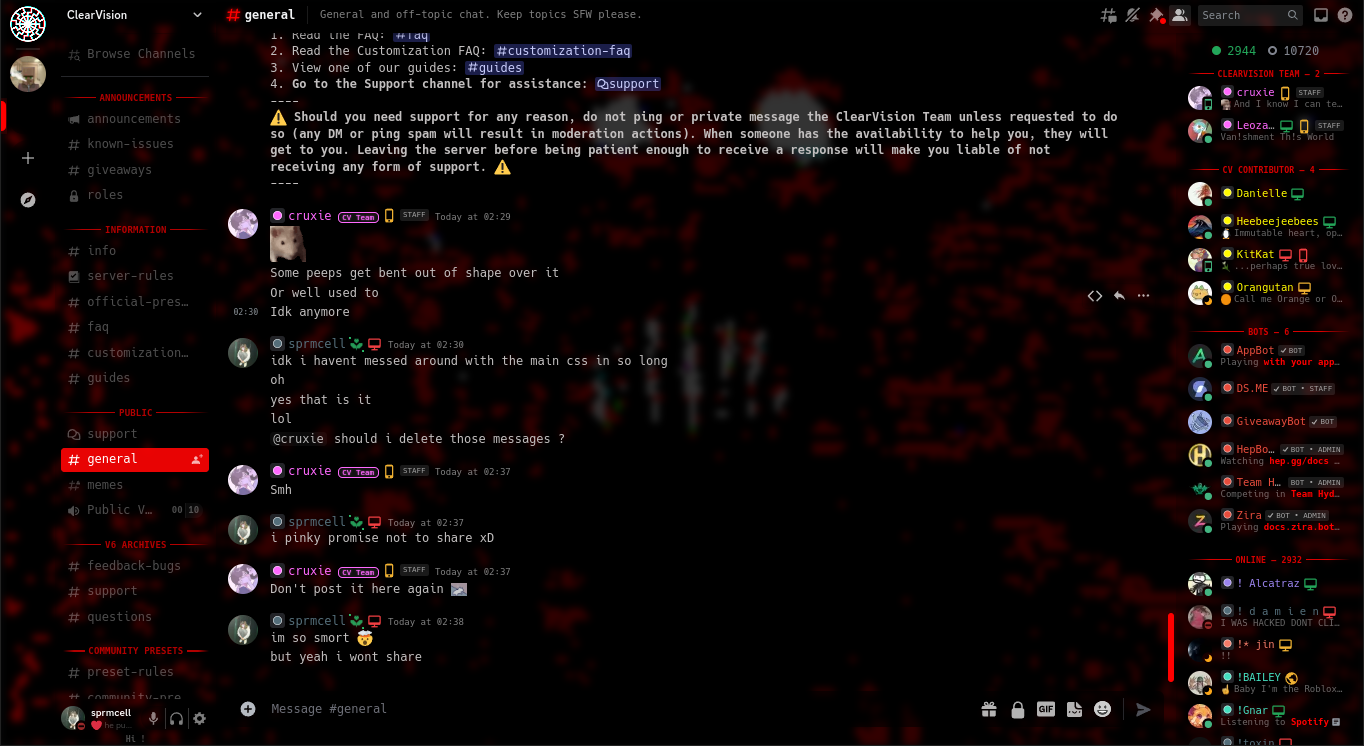 ClearVision
Browse Channels
ANNOUNCEMENTS
announcements
known-issues
giveaways
roles
INFORMATION
info
server-rules
official-pres…
faq
customization…
guides
PUBLIC
support
general
memes
Public V… 00 10
V6 ARCHIVES
feedback-bugs
support
questions
COMMUNITY PRESETS
preset-rules
community-pre
sprmcell
he pu…
Hi !
general General and off-topic chat. Keep topics SFW please.
Search
1. Read the FAQ: #faq
2. Read the Customization FAQ: #customization-faq
3. View one of our guides: #guides
4. Go to the Support channel for assistance: support
----
⚠️ Should you need support for any reason, do not ping or private message the ClearVision Team unless requested to do
so (any DM or ping spam will result in moderation actions). When someone has the availability to help you, they will
get to you. Leaving the server before being patient enough to receive a response will make you liable of not
receiving any form of support. ⚠️
----
cruxie CV Team STAFF Today at 02:29
Some peeps get bent out of shape over it
Or well used to
02:30 Idk anymore
sprmcell Today at 02:30
idk i havent messed around with the main css in so long
oh
yes that is it
lol
@cruxie should i delete those messages ?
cruxie CV Team STAFF Today at 02:37
Smh
sprmcell Today at 02:37
i pinky promise not to share xD
cruxie CV Team STAFF Today at 02:37
Don't post it here again
sprmcell Today at 02:38
im so smort 🤯
but yeah i wont share
Message #general
GIF
2944 10720
CLEARVISION TEAM — 2
cruxie STAFF
And I know I can te…
Leoza… STAFF
Van!shment Th!s World
CV CONTRIBUTOR — 4
Danielle
Heebeejeebees
Immutable heart, op…
KitKat
...perhaps true lov…
Orangutan
Call me Orange or O…
BOTS — 6
AppBot BOT
Playing with your app…
DS.ME BOT • STAFF
GiveawayBot BOT
HepBo… BOT • ADMIN
Watching hep.gg/docs …
Team H… BOT • ADMIN
Competing in Team Hyd…
Zira BOT • ADMIN
Playing docs.zira.bot…
ONLINE — 2932
! Alcatraz
! d a m i e n
I WAS HACKED DONT CLI…
!* jin
!!
!BAILEY
Baby I'm the Roblox…
!Gnar
Listening to Spotify
!toxin